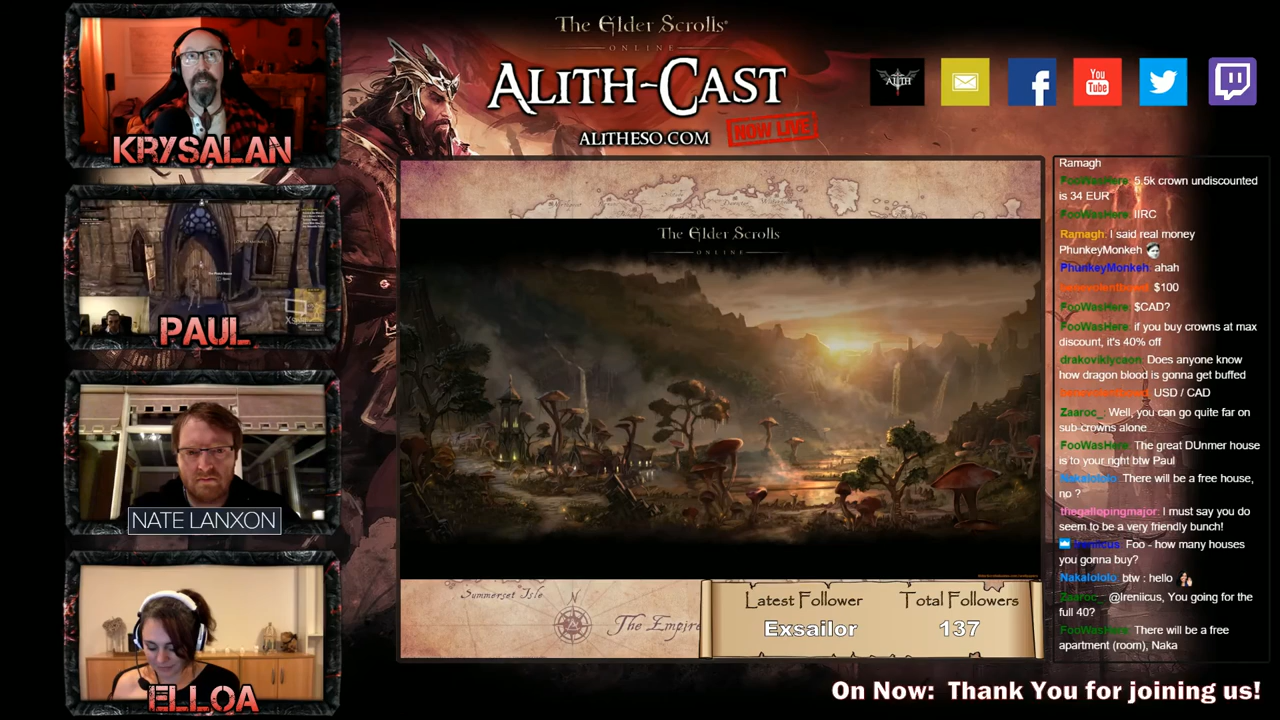 The Elder Scrolls
ONLINE
ALITH-CAST
ALITHESO.COM
NOW LIVE
ALITH
You
Tube
KRYSALAN
PAUL
NATE LANXON
ELLOA
The Elder Scrolls
ONLINE
Summerset Isle
N
The Empire
Latest Follower
Exsailor
Total Followers
137
Ramagh
FooWasHere: 5.5k crown undiscounted
is 34 EUR
FooWasHere: IIRC
Ramagh: I said real money
PhunkeyMonkeh
PhunkeyMonkeh: ahah
$100
FooWasHere: $CAD?
FooWasHere: if you buy crowns at max
discount, it's 40% off
drakoviklycaon: Does anyone know
how dragon blood is gonna get buffed
USD / CAD
Zaaroc_: Well, you can go quite far on
sub-crowns alone_
FooWasHere: The great DUnmer house
is to your right btw Paul
Nakalololo: There will be a free house,
no ?
thegallopingmajor: I must say you do
seem to be a very friendly bunch!
Ireniicus: Foo - how many houses
you gonna buy?
Nakalololo: btw : hello
Zaaroc_: @Ireniicus, You going for the
full 40?
FooWasHere: There will be a free
apartment (room), Naka
On Now: Thank You for joining us!